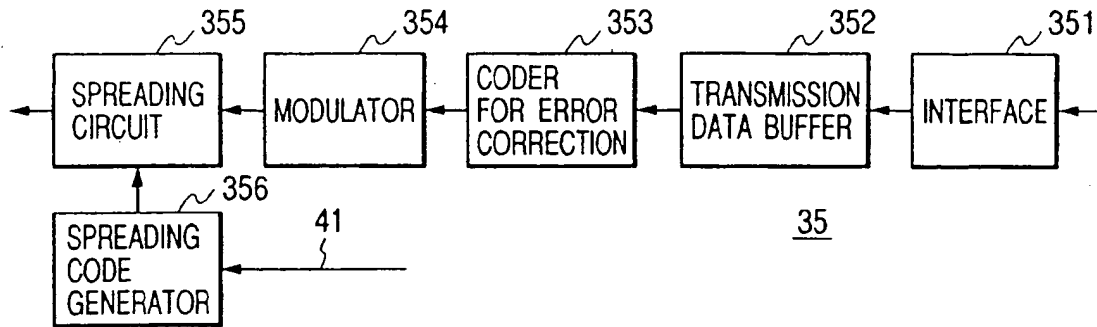 355
354
353
352
351
SPREADING
CIRCUIT
MODULATOR
CODER
FOR ERROR
CORRECTION
TRANSMISSION
DATA BUFFER
INTERFACE
356
SPREADING
CODE
GENERATOR
41
35